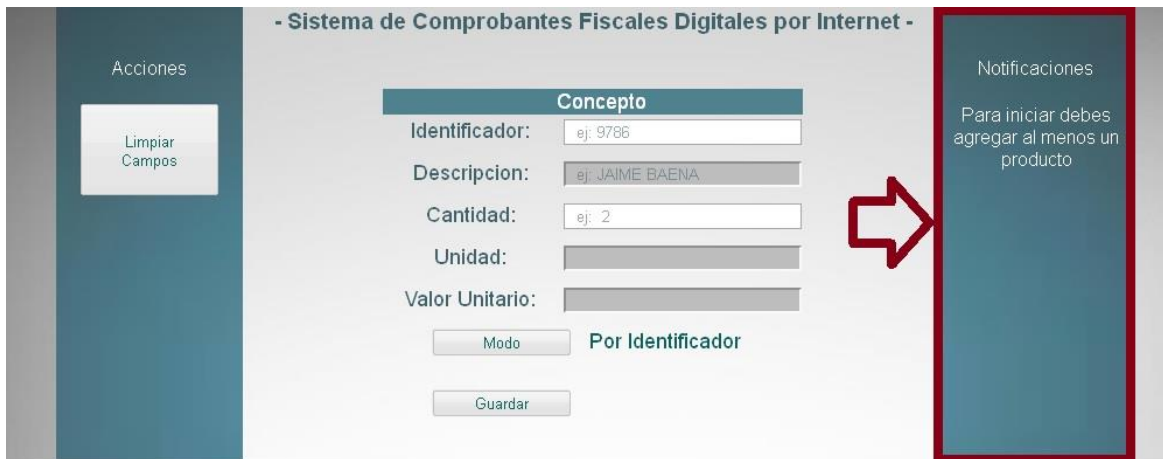 - Sistema de Comprobantes Fiscales Digitales por Internet -
Acciones
Limpiar
Campos
Concepto
Identificador:
ej: 9786
Descripcion:
ej: JAIME BAENA
Cantidad:
ej: 2
Unidad:
Valor Unitario:
Modo
Por Identificador
Guardar
Notificaciones
Para iniciar debes
agregar al menos un
producto